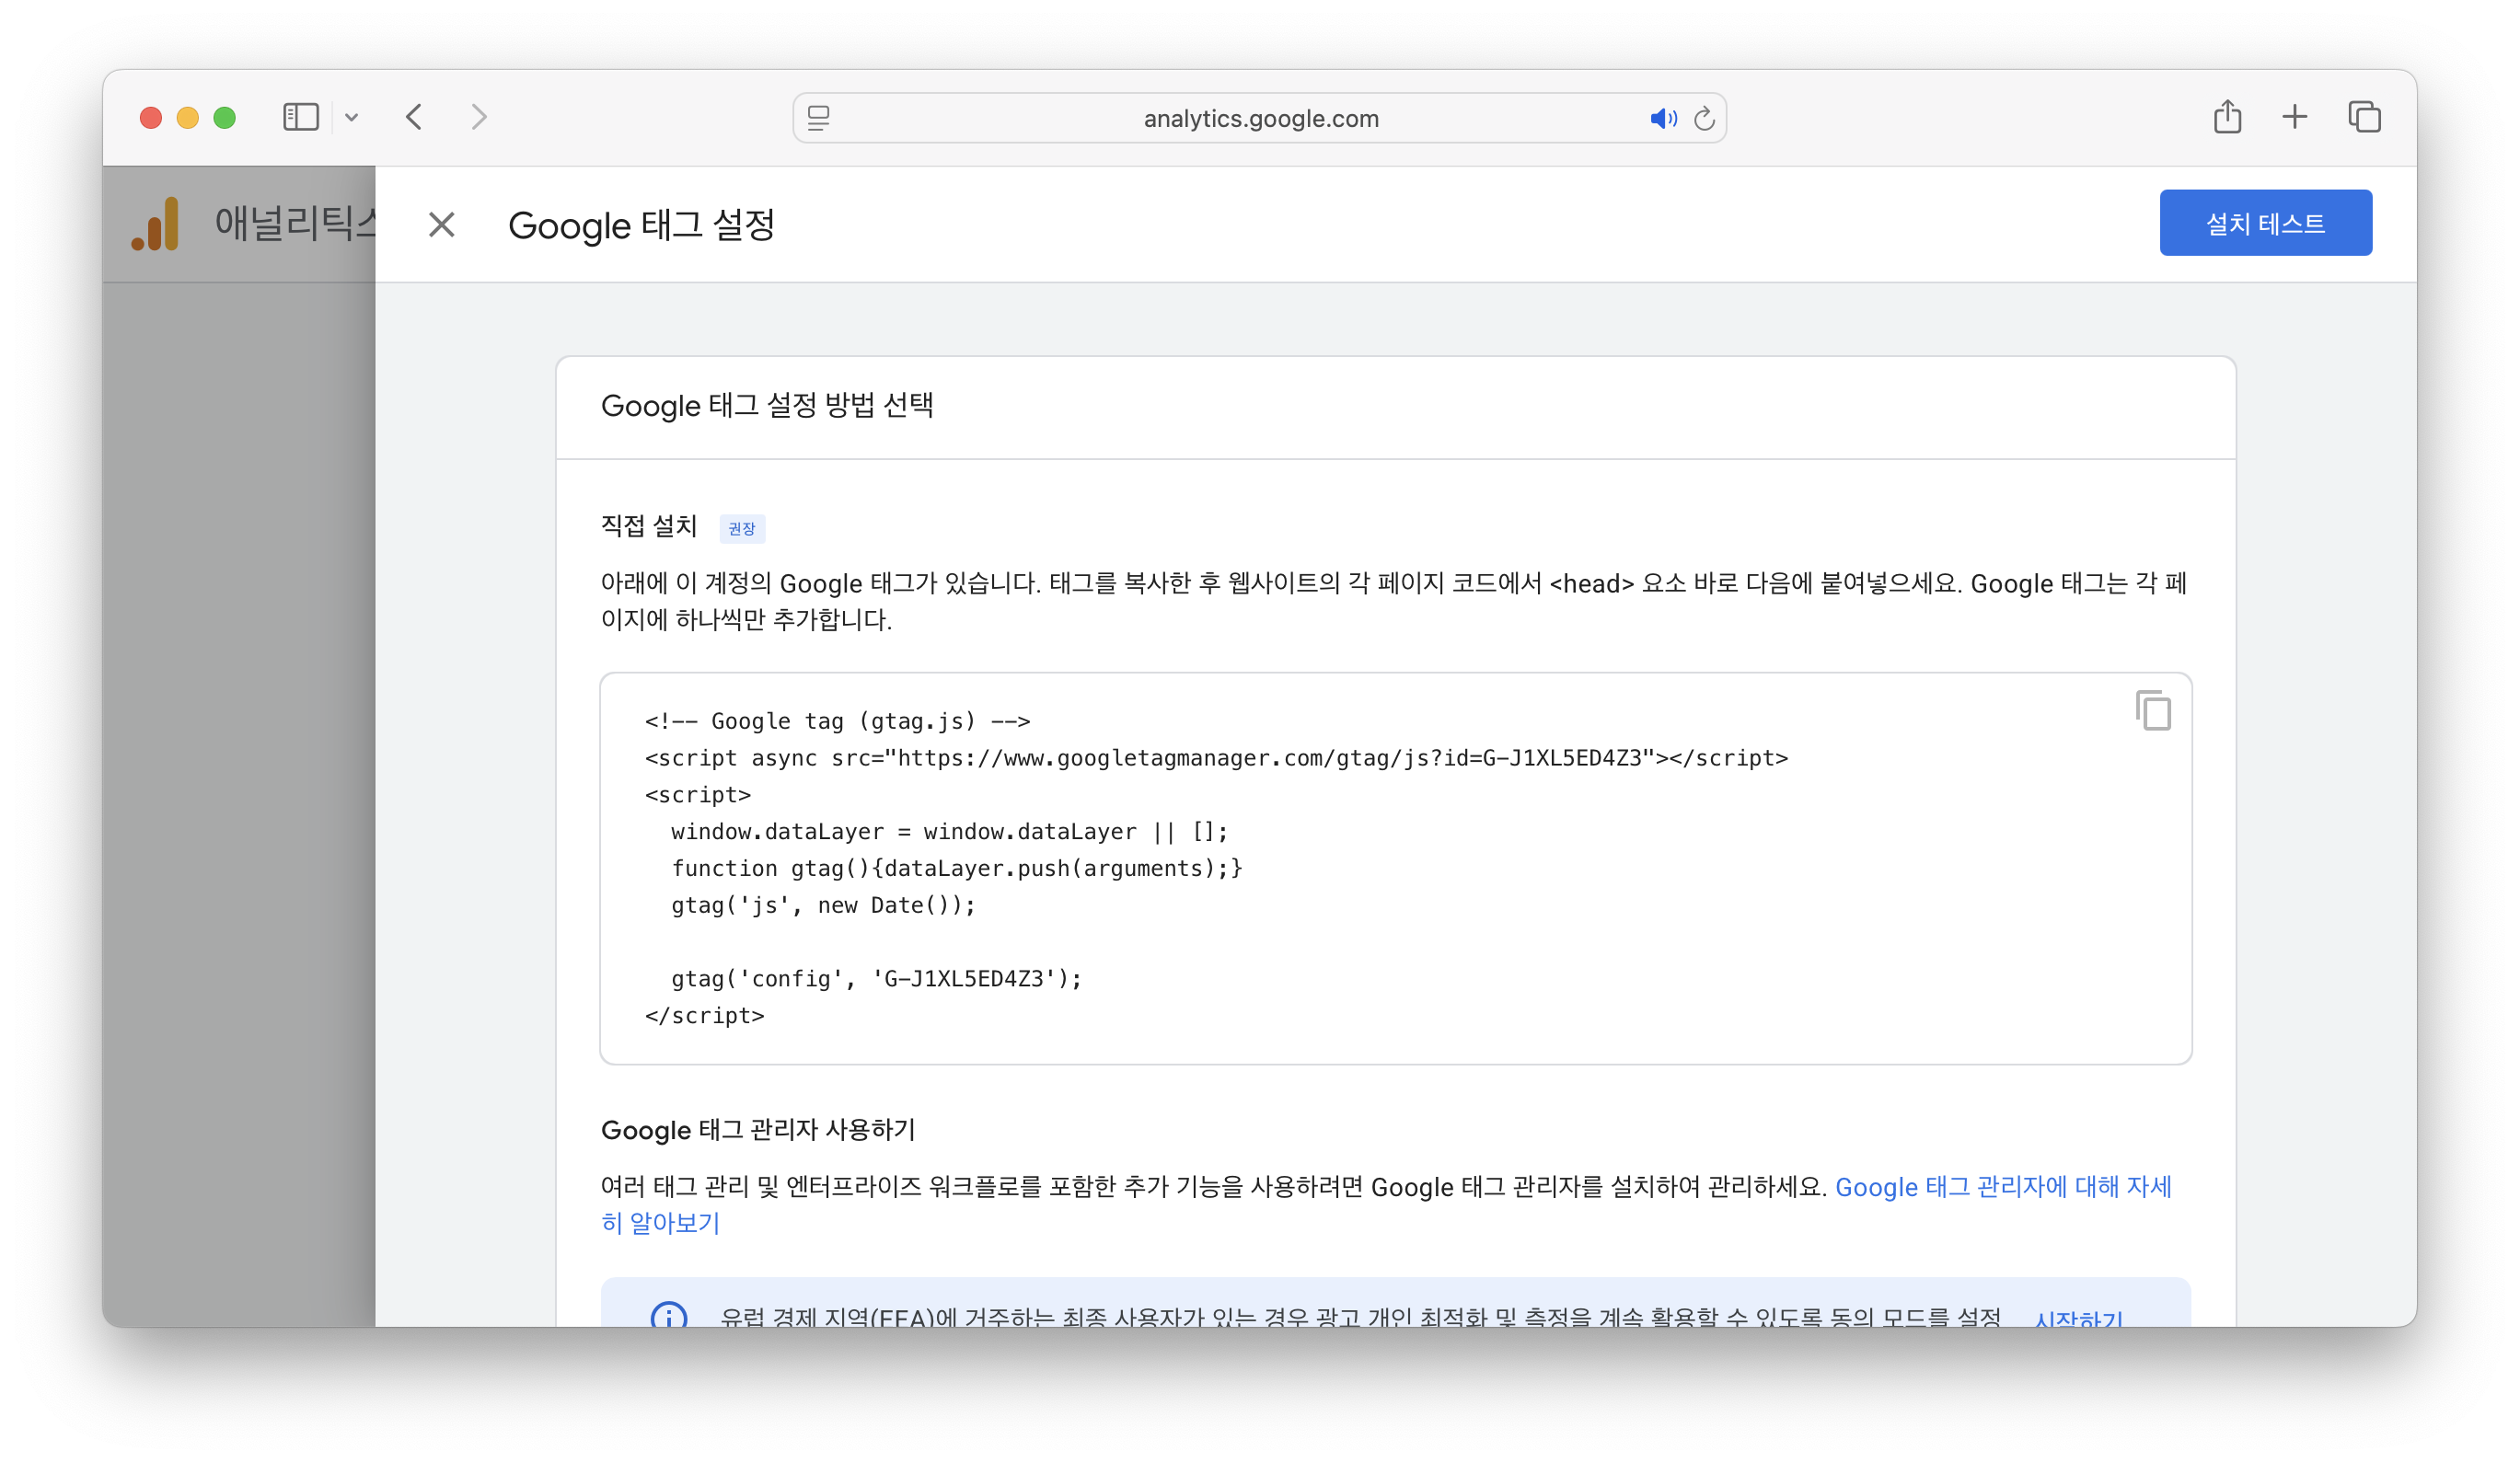 analytics.google.com
애널리틱스
Google 태그 설정
설치 테스트
Google 태그 설정 방법 선택
직접 설치 권장
아래에 이 계정의 Google 태그가 있습니다. 태그를 복사한 후 웹사이트의 각 페이지 코드에서 <head> 요소 바로 다음에 붙여넣으세요. Google 태그는 각 페
이지에 하나씩만 추가합니다.
<!-- Google tag (gtag.js) -->
<script async src="https://www.googletagmanager.com/gtag/js?id=G-J1XL5ED4Z3"></script>
<script>
  window.dataLayer = window.dataLayer || [];
  function gtag(){dataLayer.push(arguments);}
  gtag('js', new Date());
  gtag('config', 'G-J1XL5ED4Z3');
</script>
Google 태그 관리자 사용하기
여러 태그 관리 및 엔터프라이즈 워크플로를 포함한 추가 기능을 사용하려면 Google 태그 관리자를 설치하여 관리하세요. Google 태그 관리자에 대해 자세
히 알아보기
유럽 경제 지역(EEA)에 거주하는 최종 사용자가 있는 경우 광고 개인 최적화 및 측정을 계속 활용할 수 있도록 동의 모드를 설정 시작하기